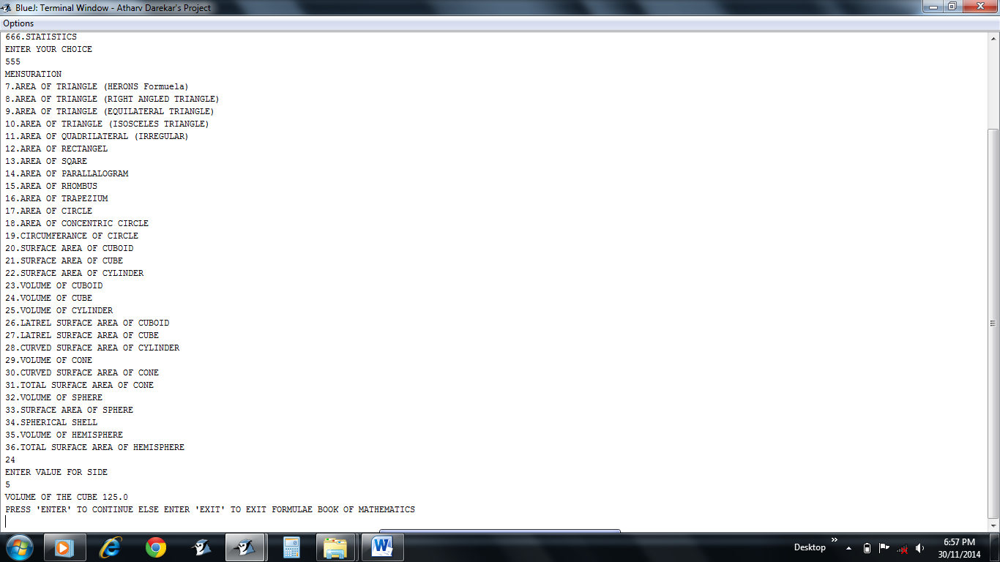 BlueJ: Terminal Window - Atharv Darekar's Project
Options
666.STATISTICS
ENTER YOUR CHOICE
555
MENSURATION
7.AREA OF TRIANGLE (HERONS Formuela)
8.AREA OF TRIANGLE (RIGHT ANGLED TRIANGLE)
9.AREA OF TRIANGLE (EQUILATERAL TRIANGLE)
10.AREA OF TRIANGLE (ISOSCELES TRIANGLE)
11.AREA OF QUADRILATERAL (IRREGULAR)
12.AREA OF RECTANGEL
13.AREA OF SQARE
14.AREA OF PARALLALOGRAM
15.AREA OF RHOMBUS
16.AREA OF TRAPEZIUM
17.AREA OF CIRCLE
18.AREA OF CONCENTRIC CIRCLE
19.CIRCUMFERANCE OF CIRCLE
20.SURFACE AREA OF CUBOID
21.SURFACE AREA OF CUBE
22.SURFACE AREA OF CYLINDER
23.VOLUME OF CUBOID
24.VOLUME OF CUBE
25.VOLUME OF CYLINDER
26.LATREL SURFACE AREA OF CUBOID
27.LATREL SURFACE AREA OF CUBE
28.CURVED SURFACE AREA OF CYLINDER
29.VOLUME OF CONE
30.CURVED SURFACE AREA OF CONE
31.TOTAL SURFACE AREA OF CONE
32.VOLUME OF SPHERE
33.SURFACE AREA OF SPHERE
34.SPHERICAL SHELL
35.VOLUME OF HEMISPHERE
36.TOTAL SURFACE AREA OF HEMISPHERE
24
ENTER VALUE FOR SIDE
5
VOLUME OF THE CUBE 125.0
PRESS 'ENTER' TO CONTINUE ELSE ENTER 'EXIT' TO EXIT FORMULAE BOOK OF MATHEMATICS
Desktop
6:57 PM
30/11/2014